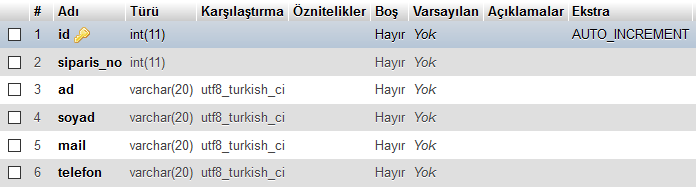 # Adı Türü Karşılaştırma Öznitelikler Boş Varsayılan Açıklamalar Ekstra
1 id int(11) Hayır Yok AUTO_INCREMENT
2 siparis_no int(11) Hayır Yok
3 ad varchar(20) utf8_turkish_ci Hayır Yok
4 soyad varchar(20) utf8_turkish_ci Hayır Yok
5 mail varchar(20) utf8_turkish_ci Hayır Yok
6 telefon varchar(20) utf8_turkish_ci Hayır Yok